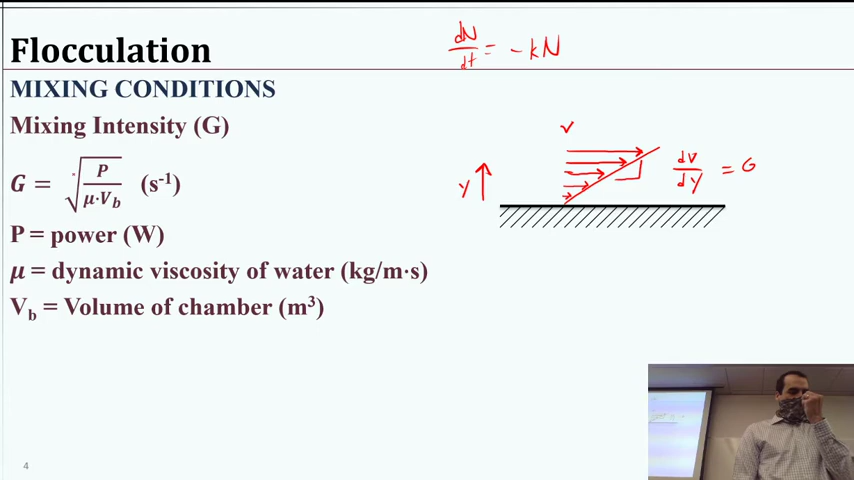 Flocculation
dN/dt = -kN
MIXING CONDITIONS
Mixing Intensity (G)
G = √(P/μ·V_b) (s⁻¹)
V
y
dV/dy = G
P = power (W)
μ = dynamic viscosity of water (kg/m·s)
V_b = Volume of chamber (m³)
4